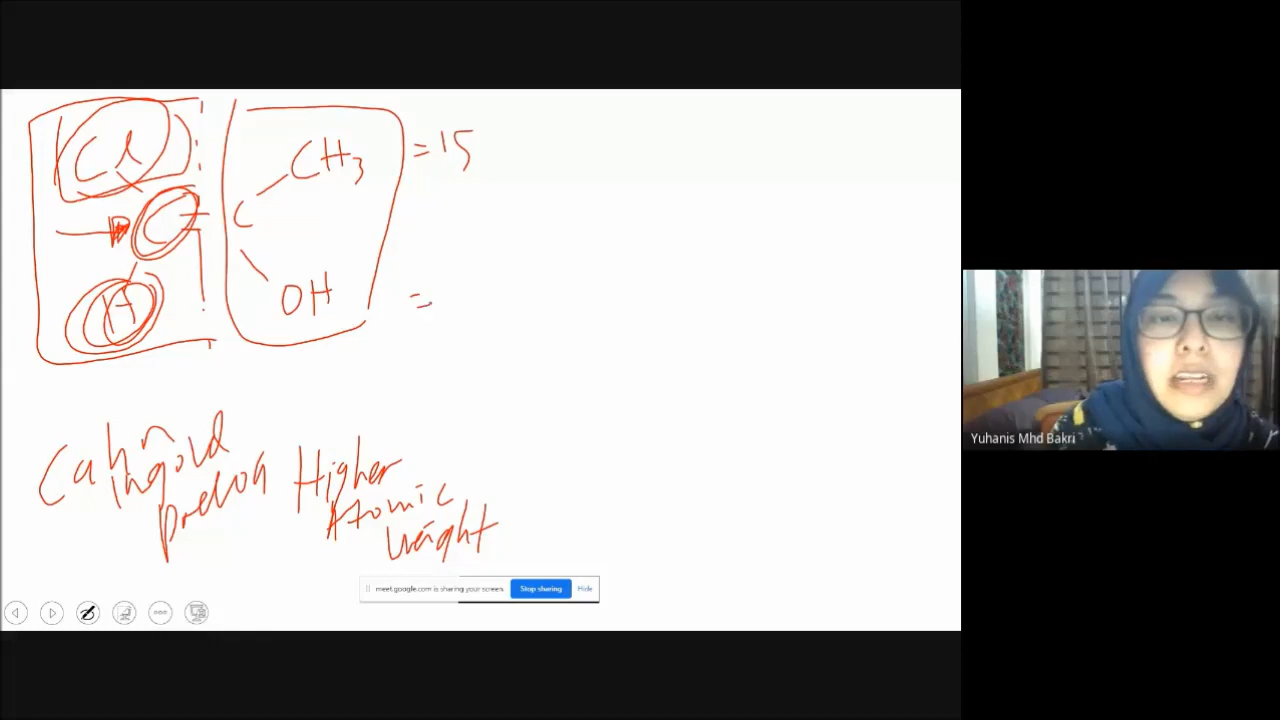 Cl
CH3 = 15
C
C
H
OH =
Cahn
Ingold
prelog
Higher
Atomic
weight
meet.google.com is sharing your screen
Stop sharing
Hide
Yuhanis Mhd Bakri